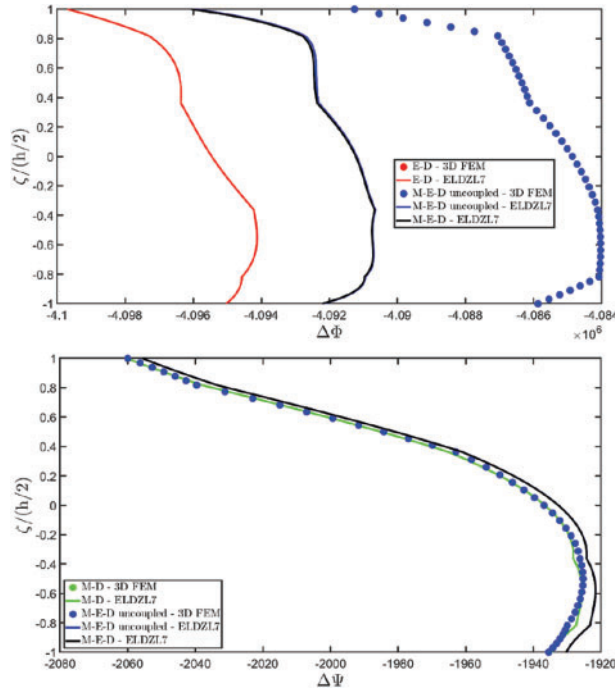 1
0.8
0.6
0.4
0.2
0
-0.2
-0.4
-0.6
-0.8
-1
ζ/(h/2)
E-D - 3D FEM
E-D - ELDZL7
M-E-D uncoupled - 3D FEM
M-E-D uncoupled - ELDZL7
M-E-D - ELDZL7
-4.1 -4.098 -4.096 -4.094 -4.092 -4.09 -4.088 -4.086 -4.084
ΔΦ ×10⁶
1
0.8
0.6
0.4
0.2
0
-0.2
-0.4
-0.6
-0.8
-1
ζ/(h/2)
M-D - 3D FEM
M-D - ELDZL7
M-E-D uncoupled - 3D FEM
M-E-D uncoupled - ELDZL7
M-E-D - ELDZL7
-2080 -2060 -2040 -2020 -2000 -1980 -1960 -1940 -1920
ΔΨ